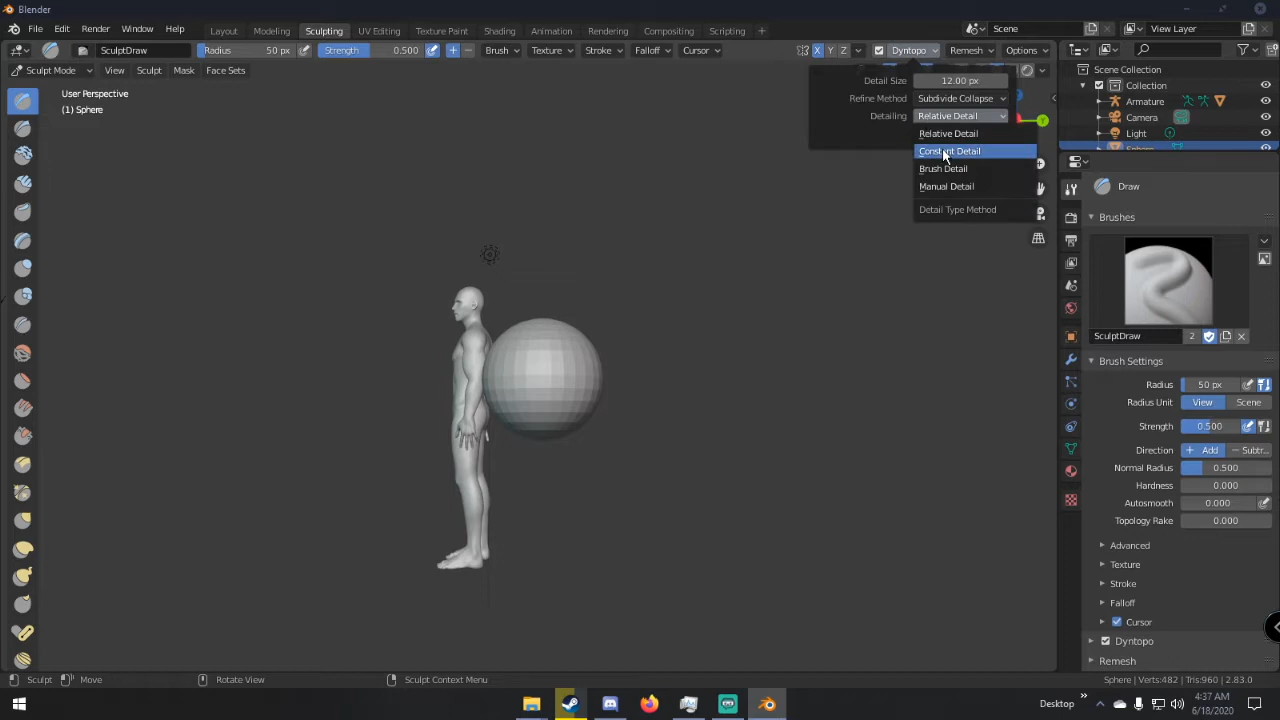 Blender
File Edit Render Window Help
Layout Modeling Sculpting UV Editing Texture Paint Shading Animation Rendering Compositing Scripting +
Scene
View Layer
SculptDraw Radius 50 px Strength 0.500 Brush Texture Stroke Falloff Cursor X Y Z Dyntopo Remesh Options
Sculpt Mode View Sculpt Mask Face Sets
User Perspective
(1) Sphere
Detail Size 12.00 px
Refine Method Subdivide Collapse
Detailing Relative Detail
Relative Detail
Constant Detail
Brush Detail
Manual Detail
Detail Type Method
Scene Collection
Collection
Armature
Camera
Light
Sphere
Draw
Brushes
SculptDraw 2
Brush Settings
Radius 50 px
Radius Unit View Scene
Strength 0.500
Direction Add Subtr...
Normal Radius 0.500
Hardness 0.000
Autosmooth 0.000
Topology Rake 0.000
Advanced
Texture
Stroke
Falloff
Cursor
Dyntopo
Remesh
Sculpt Move Rotate View Sculpt Context Menu Sphere | Verts:482 | Tris:960 | 2.83.0
Desktop
4:37 AM
6/18/2020